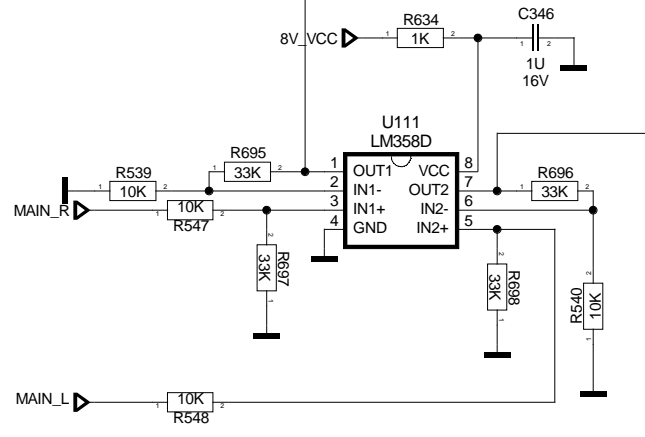 R634
C346
8V_VCC
1
2
1
2
1K
1U
16V
U111
LM358D
R695
R539
1
2
1
OUT1
VCC
8
R696
33K
1
2
10K
2
IN1-
OUT2
7
1
2
33K
MAIN_R
1
10K
2
3
IN1+
IN2-
6
R547
4
GND
IN2+
5
2
33K
R697
1
2
33K
R698
1
2
R540
10K
1
MAIN_L
1
10K
2
R548